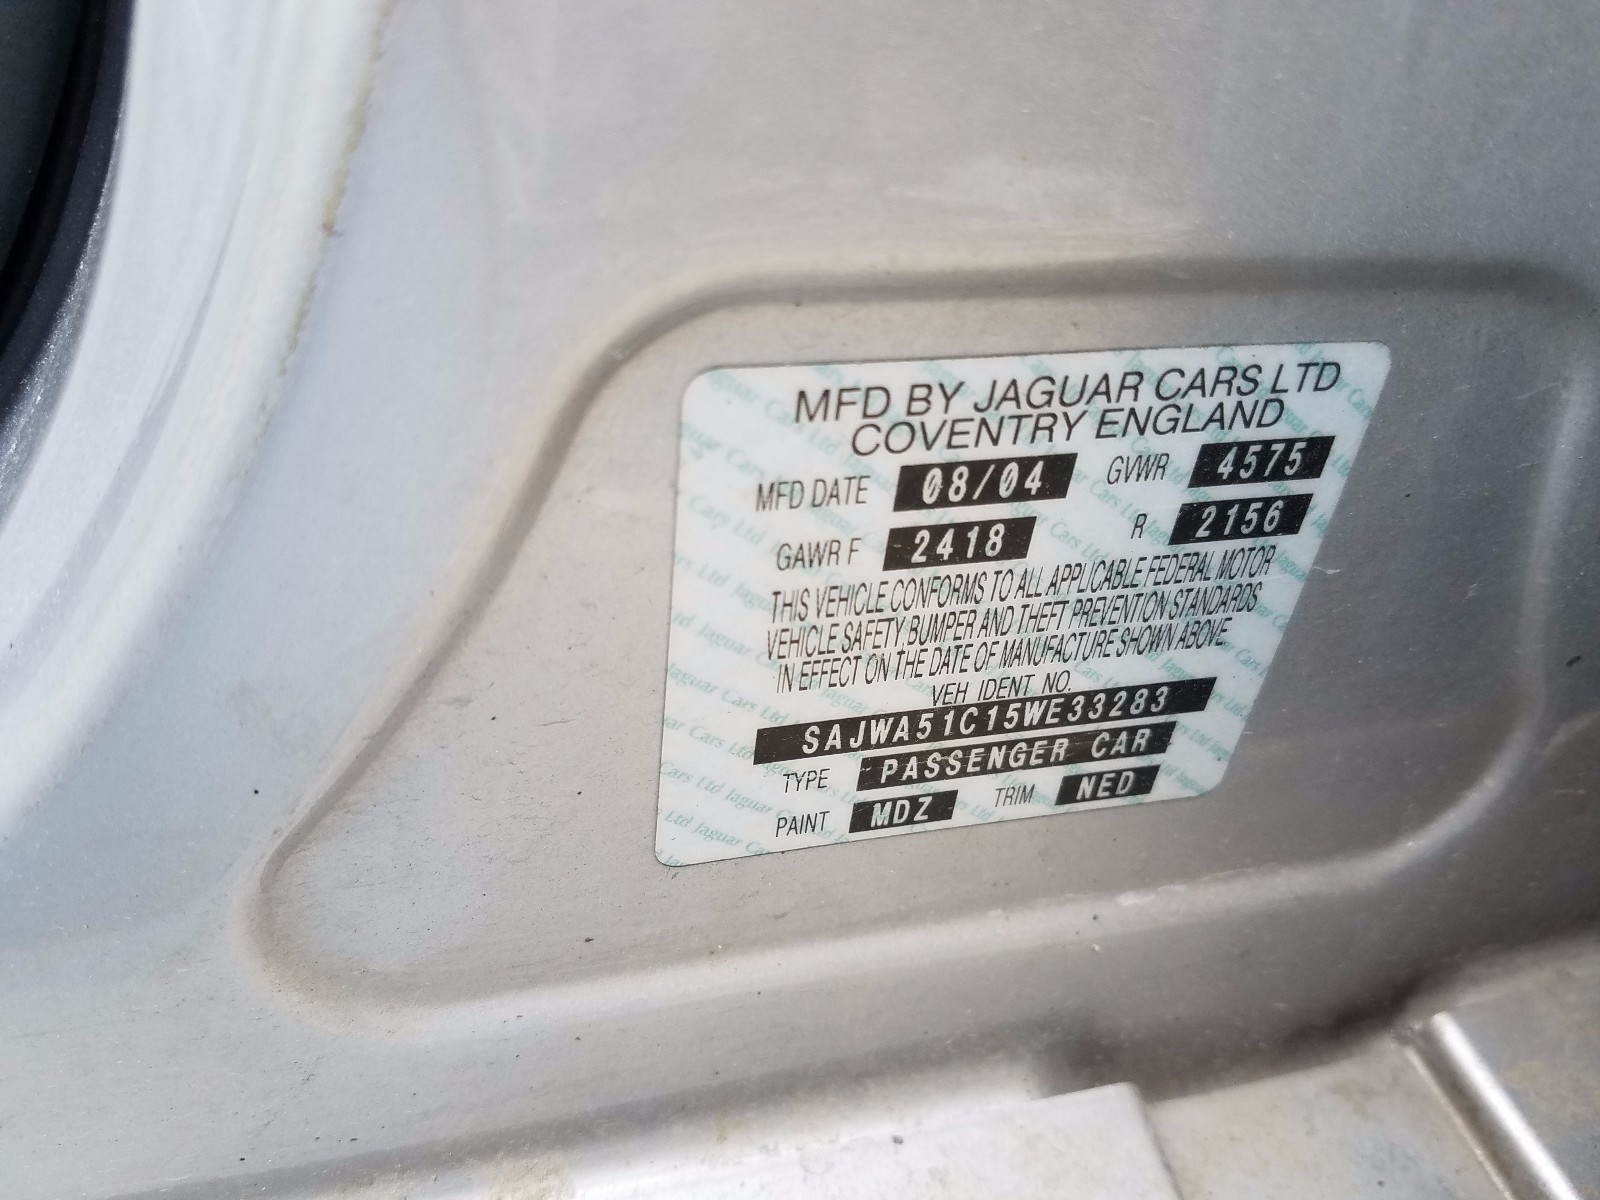 MFD BY JAGUAR CARS LTD
COVENTRY ENGLAND
MFD DATE 08/04 GVWR 4575
GAWR F 2418 R 2156
THIS VEHICLE CONFORMS TO ALL APPLICABLE FEDERAL MOTOR
VEHICLE SAFETY BUMPER AND THEFT PREVENTION STANDARDS
IN EFFECT ON THE DATE OF MANUFACTURE SHOWN ABOVE
VEH IDENT NO.
SAJWA51C15WE33283
TYPE PASSENGER CAR
PAINT MDZ TRIM NED